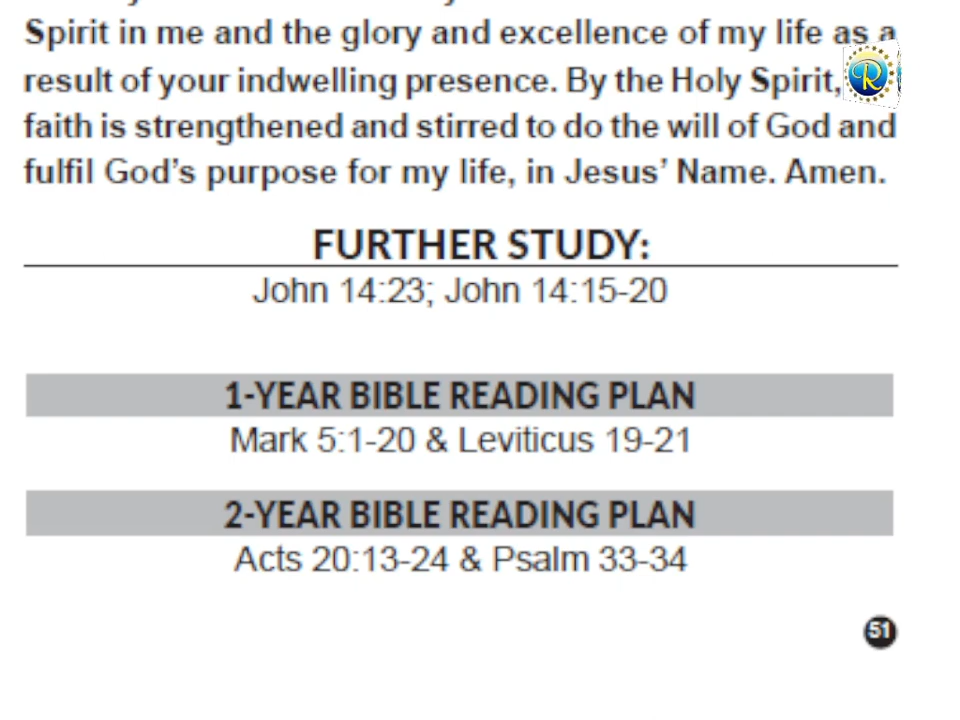 Spirit in me and the glory and excellence of my life as a
result of your indwelling presence. By the Holy Spirit,
faith is strengthened and stirred to do the will of God and
fulfil God's purpose for my life, in Jesus' Name. Amen.
FURTHER STUDY:
John 14:23; John 14:15-20
1-YEAR BIBLE READING PLAN
Mark 5:1-20 & Leviticus 19-21
2-YEAR BIBLE READING PLAN
Acts 20:13-24 & Psalm 33-34
51
R